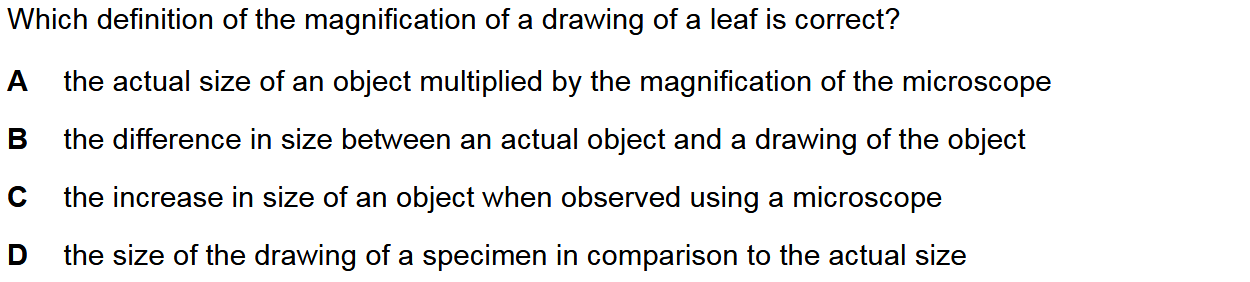 Which definition of the magnification of a drawing of a leaf is correct?
A the actual size of an object multiplied by the magnification of the microscope
B the difference in size between an actual object and a drawing of the object
C the increase in size of an object when observed using a microscope
D the size of the drawing of a specimen in comparison to the actual size